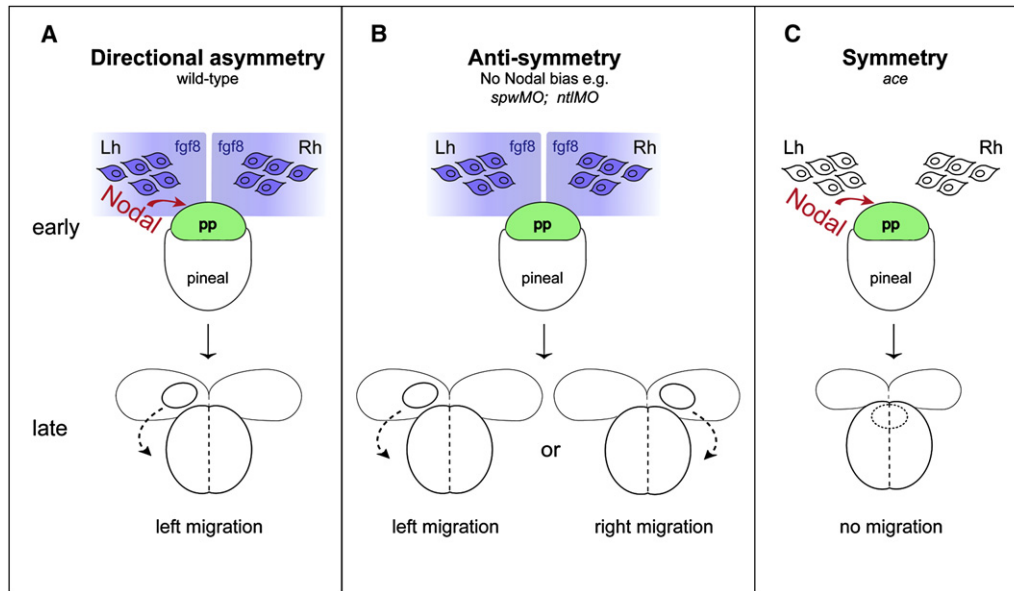 A
Directional asymmetry
wild-type
Lh
fgf8
fgf8
Rh
Nodal
early
pp
pineal
late
left migration
B
Anti-symmetry
No Nodal bias e.g.
spwMO; ntlMO
Lh
fgf8
fgf8
Rh
pp
pineal
or
left migration
right migration
C
Symmetry
ace
Lh
Rh
Nodal
pp
pineal
no migration